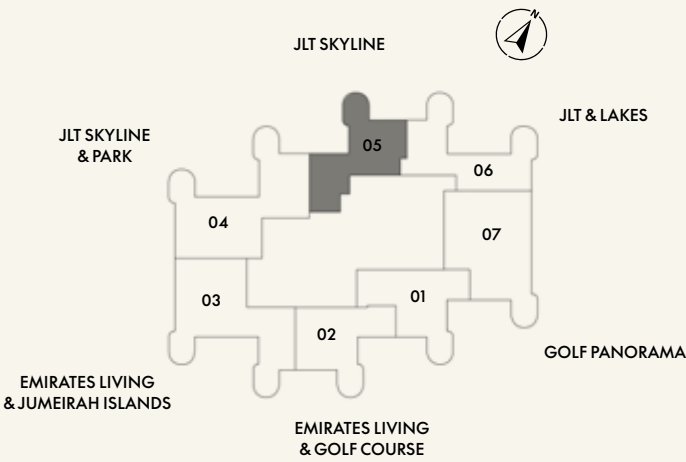 N
JLT SKYLINE
JLT & LAKES
JLT SKYLINE
& PARK
05
06
04
07
03
01
02
GOLF PANORAMA
EMIRATES LIVING
& JUMEIRAH ISLANDS
EMIRATES LIVING
& GOLF COURSE